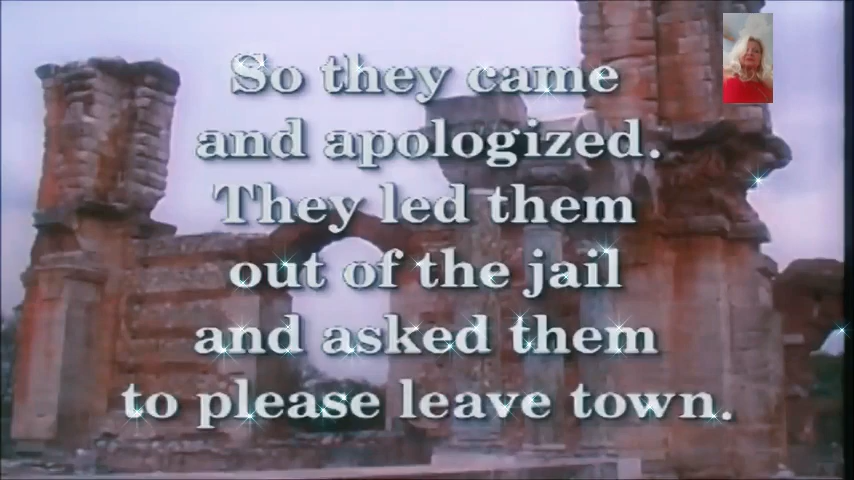 So they came
and apologized.
They led them
out of the jail
and asked them
to please leave town.